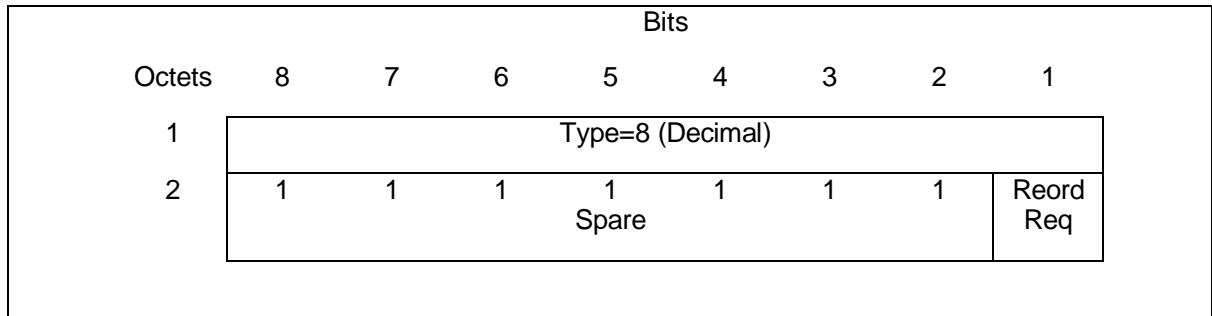 Bits
Octets 8 7 6 5 4 3 2 1
1 Type=8 (Decimal)
2 1 1 1 1 1 1 1 Reord
Spare Req